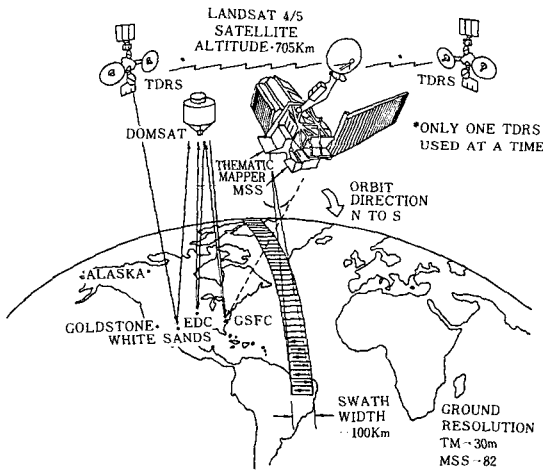 LANDSAT 4/5
SATELLITE
ALTITUDE·705Km
TDRS
TDRS
DOMSAT
*ONLY ONE TDRS
USED AT A TIME
THEMATIC
MAPPER
MSS
ORBIT
DIRECTION
N TO S
ALASKA
GOLDSTONE
EDC
GSFC
WHITE SANDS
SWATH
WIDTH
~100Km
GROUND
RESOLUTION
TM-30m
MSS-82